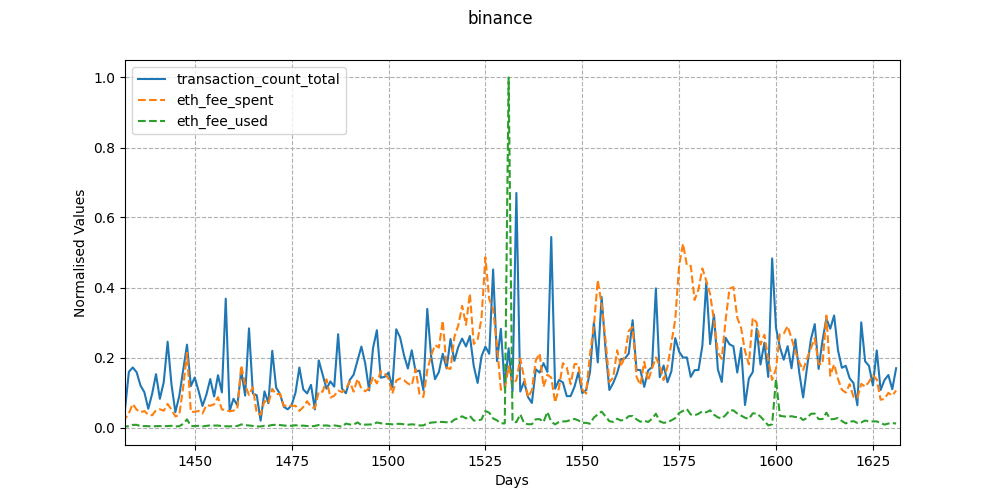 binance
transaction_count_total
eth_fee_spent
eth_fee_used
1.0
0.8
0.6
0.4
0.2
0.0
Normalised Values
1450 1475 1500 1525 1550 1575 1600 1625
Days